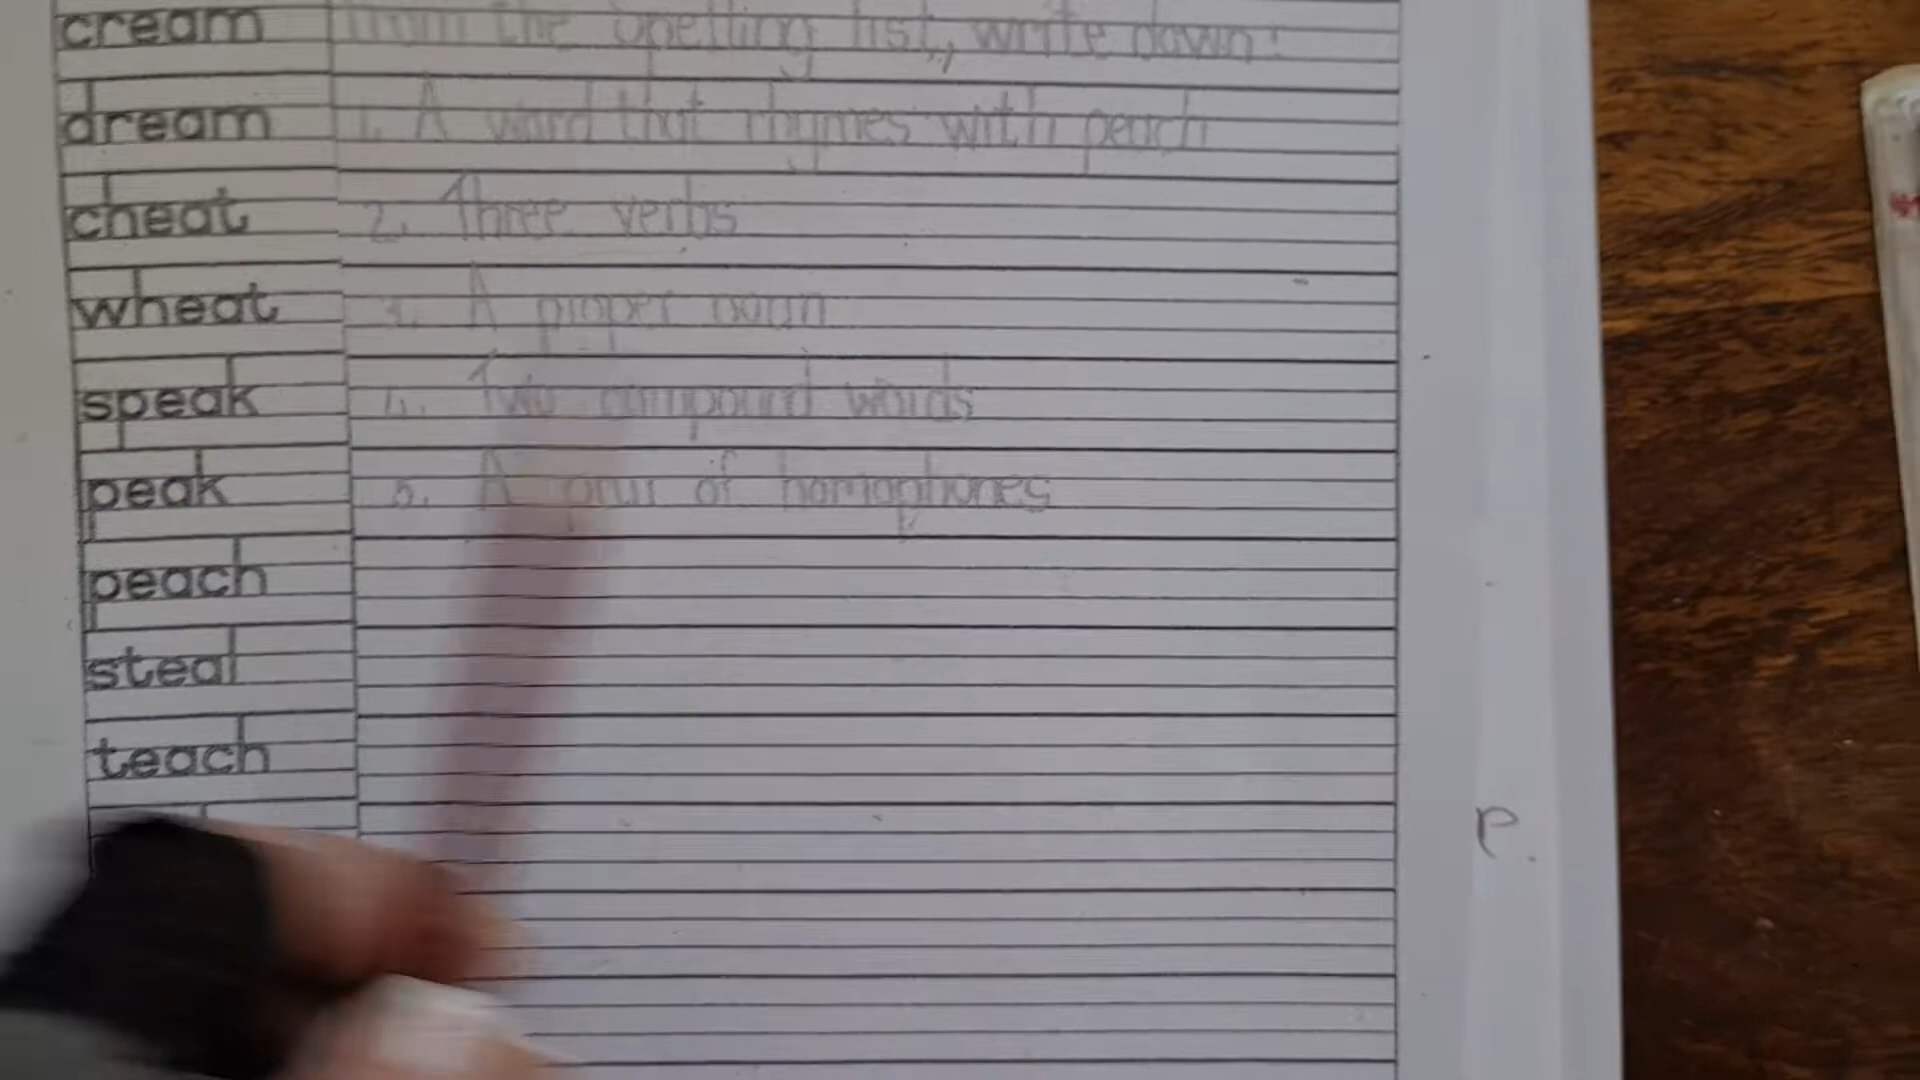 cream from the spelling list, write down:
dream 1. A word that rhymes with peach
cheat 2. Three verbs
wheat 3. A proper noun
speak 4. Two compound words
peak 5. A pair of homophones
peach
steal
teach
e.